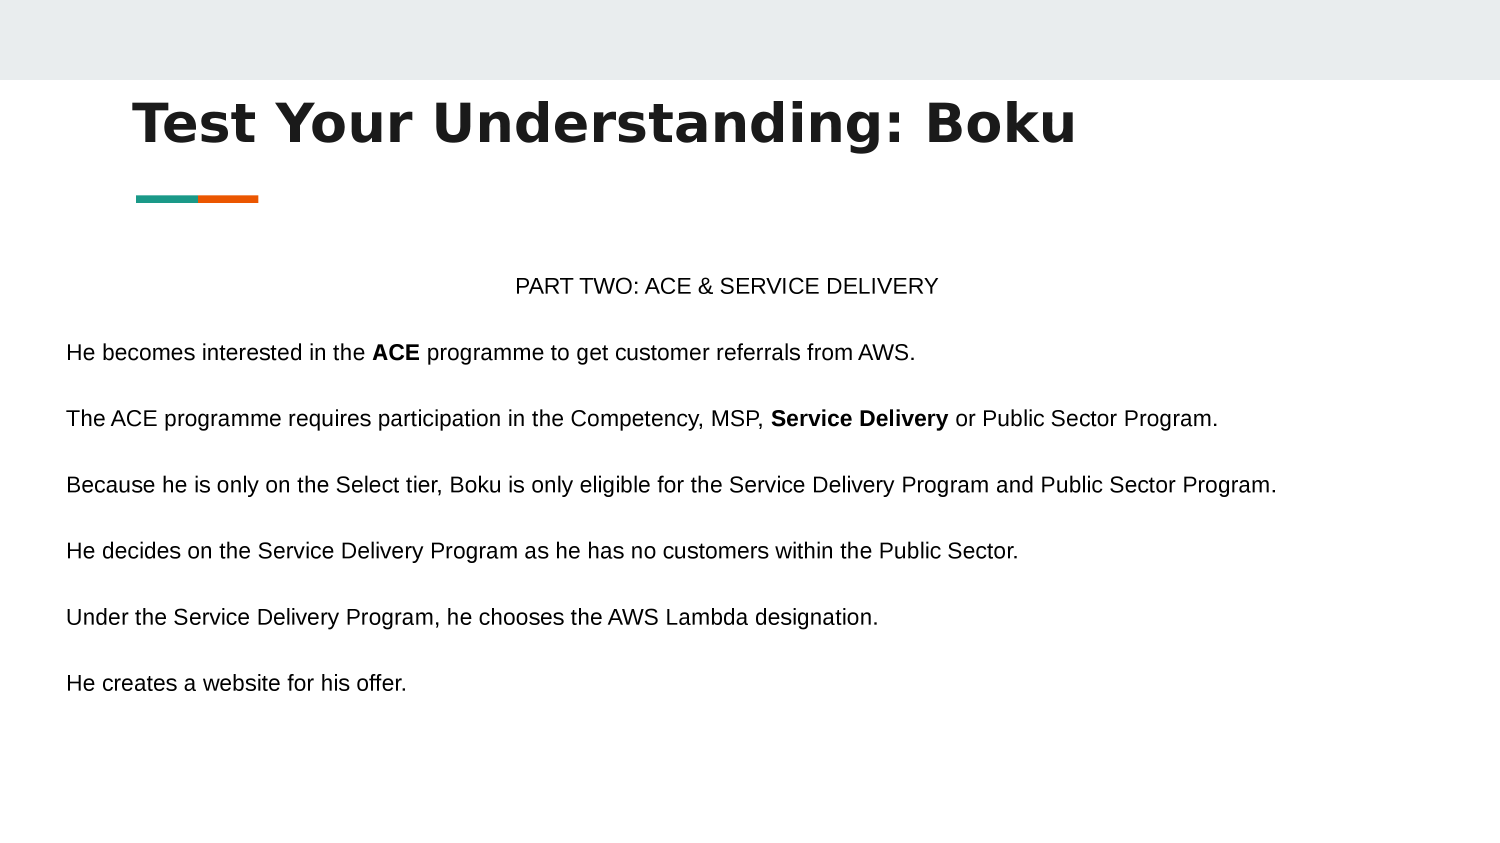 Test Your Understanding: Boku
PART TWO: ACE & SERVICE DELIVERY
He becomes interested in the ACE programme to get customer referrals from AWS.
The ACE programme requires participation in the Competency, MSP, Service Delivery or Public Sector Program.
Because he is only on the Select tier, Boku is only eligible for the Service Delivery Program and Public Sector Program.
He decides on the Service Delivery Program as he has no customers within the Public Sector.
Under the Service Delivery Program, he chooses the AWS Lambda designation.
He creates a website for his offer.